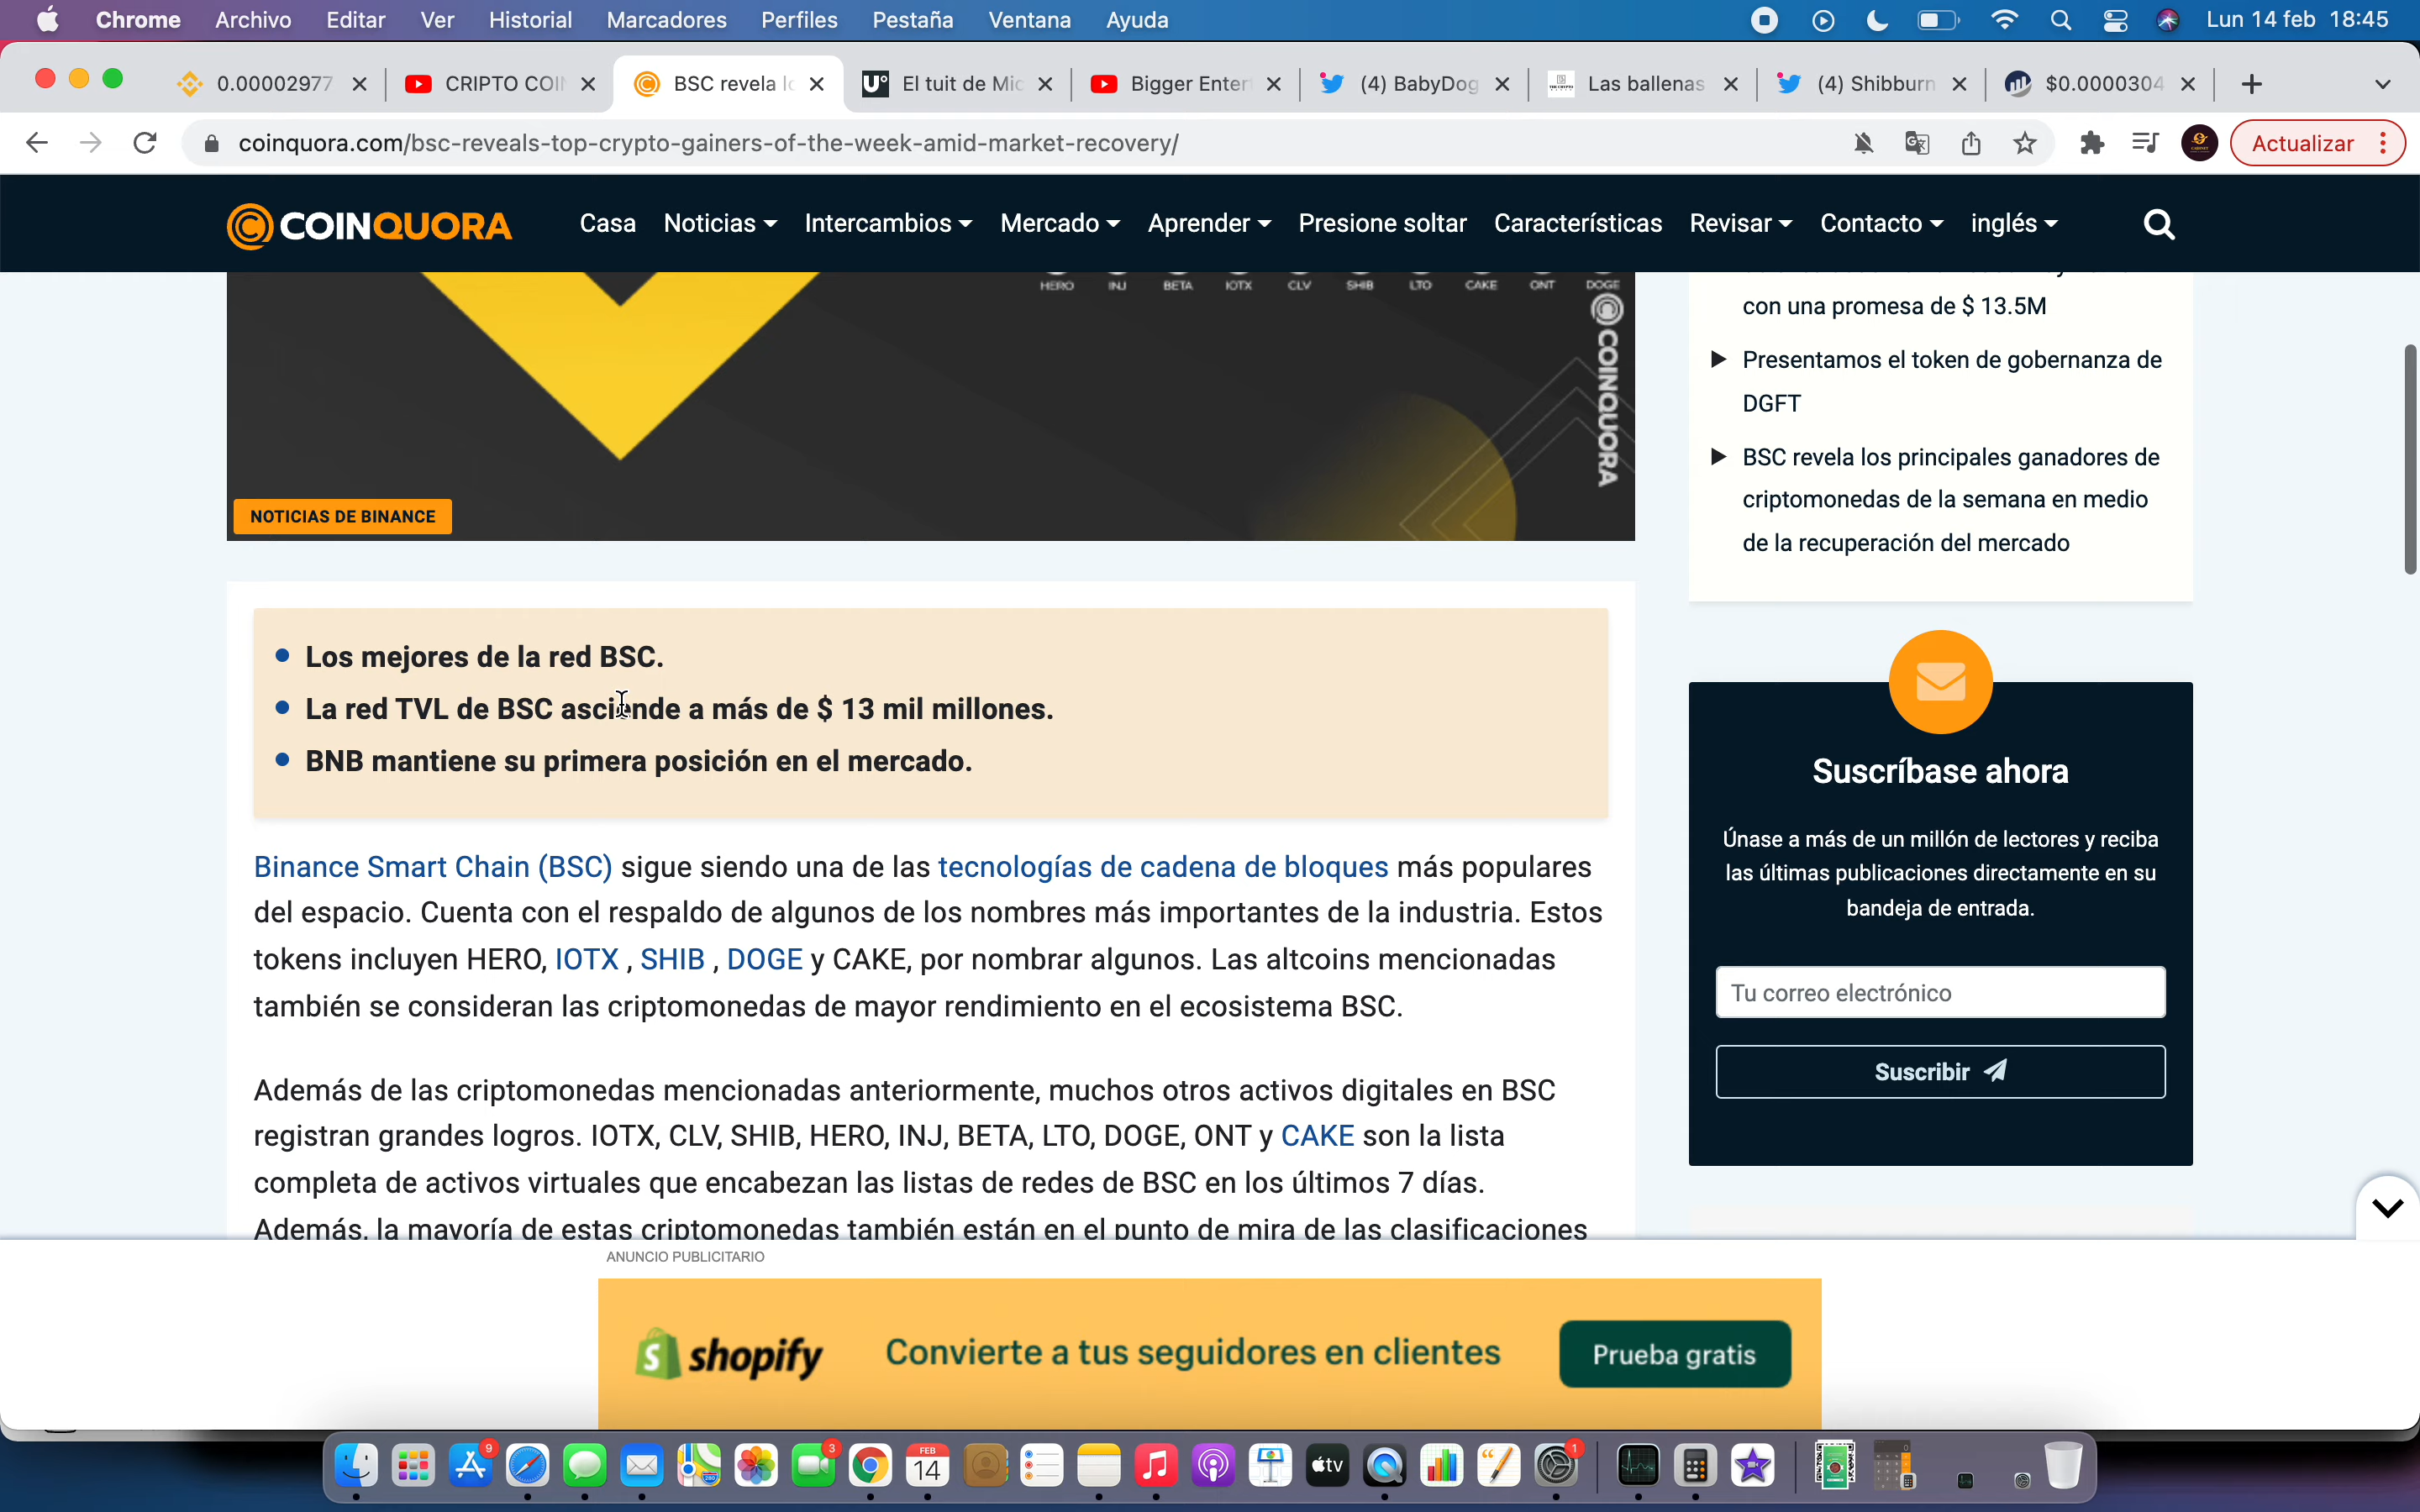 Chrome Archivo Editar Ver Historial Marcadores Perfiles Pestaña Ventana Ayuda Lun 14 feb 18:45
0.00002977 CRIPTO COI BSC revela lo El tuit de Mic Bigger Enter (4) BabyDog Las ballenas (4) Shibburn $0.0000304
coinquora.com/bsc-reveals-top-crypto-gainers-of-the-week-amid-market-recovery/ Actualizar
COINQUORA Casa Noticias Intercambios Mercado Aprender Presione soltar Características Revisar Contacto inglés
HERO INJ BETA IOTX CLV SHIB LTO CAKE ONT DOGE
COINQUORA
NOTICIAS DE BINANCE
Los mejores de la red BSC.
La red TVL de BSC asciende a más de $ 13 mil millones.
BNB mantiene su primera posición en el mercado.
Binance Smart Chain (BSC) sigue siendo una de las tecnologías de cadena de bloques más populares
del espacio. Cuenta con el respaldo de algunos de los nombres más importantes de la industria. Estos
tokens incluyen HERO, IOTX , SHIB , DOGE y CAKE, por nombrar algunos. Las altcoins mencionadas
también se consideran las criptomonedas de mayor rendimiento en el ecosistema BSC.
Además de las criptomonedas mencionadas anteriormente, muchos otros activos digitales en BSC
registran grandes logros. IOTX, CLV, SHIB, HERO, INJ, BETA, LTO, DOGE, ONT y CAKE son la lista
completa de activos virtuales que encabezan las listas de redes de BSC en los últimos 7 días.
Además, la mayoría de estas criptomonedas también están en el punto de mira de las clasificaciones
con una promesa de $ 13.5M
Presentamos el token de gobernanza de
DGFT
BSC revela los principales ganadores de
criptomonedas de la semana en medio
de la recuperación del mercado
Suscríbase ahora
Únase a más de un millón de lectores y reciba
las últimas publicaciones directamente en su
bandeja de entrada.
Tu correo electrónico
Suscribir
ANUNCIO PUBLICITARIO
shopify Convierte a tus seguidores en clientes Prueba gratis
9 3 FEB 14 tv 1